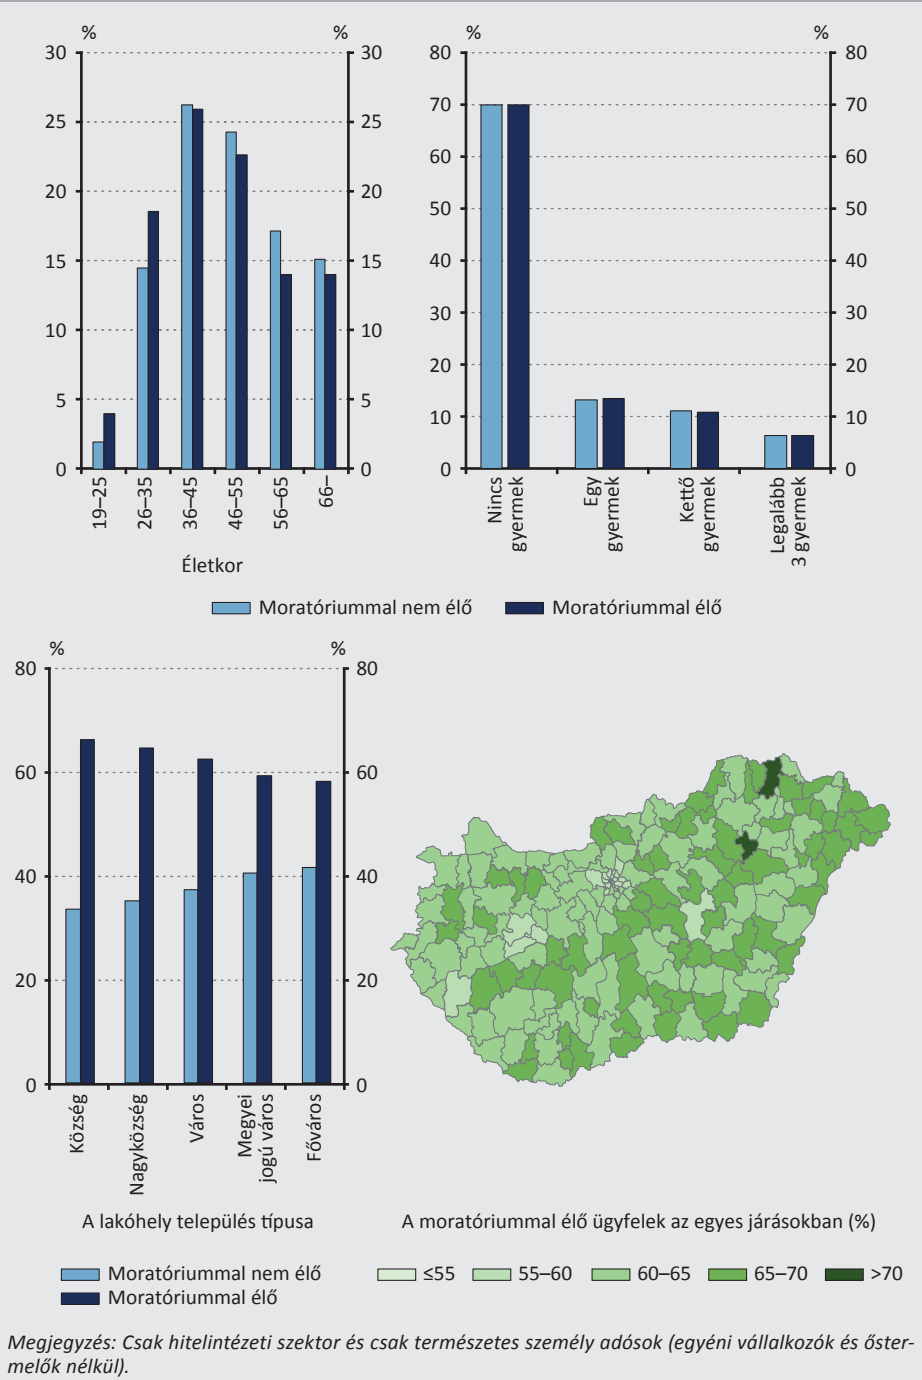 %
%
30
25
20
15
10
5
0
30
25
20
15
10
5
0
19–25
26–35
36–45
46–55
56–65
66–
Életkor
%
%
80
70
60
50
40
30
20
10
0
80
70
60
50
40
30
20
10
0
Nincs
gyermek
Egy
gyermek
Kettő
gyermek
Legalább
3 gyermek
Moratóriummal nem élő
Moratóriummal élő
%
%
80
60
40
20
0
80
60
40
20
0
Község
Nagyközség
Város
Megyei
jogú város
Főváros
A lakóhely település típusa
Moratóriummal nem élő
Moratóriummal élő
A moratóriummal élő ügyfelek az egyes járásokban (%)
≤55
55–60
60–65
65–70
>70
Megjegyzés: Csak hitelintézeti szektor és csak természetes személy adósok (egyéni vállalkozók és őster-
melők nélkül).